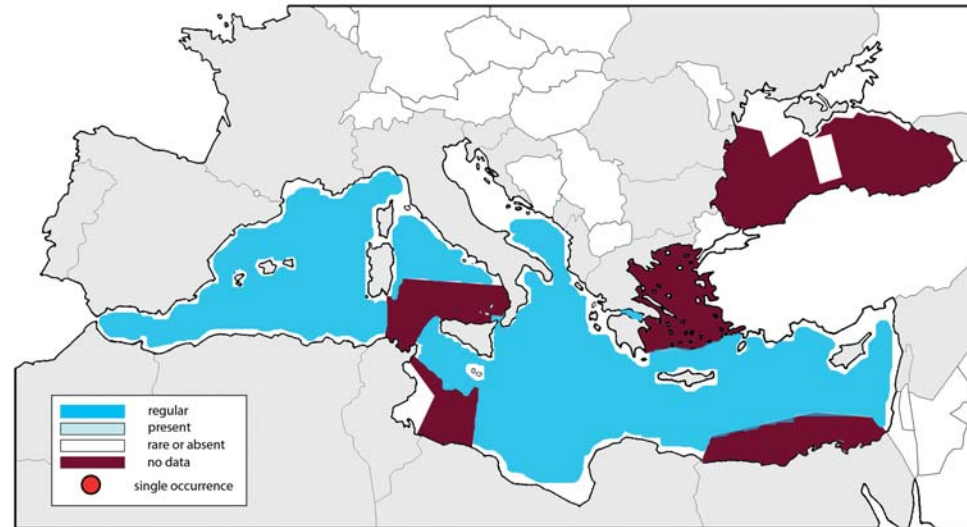 regular
present
rare or absent
no data
single occurrence